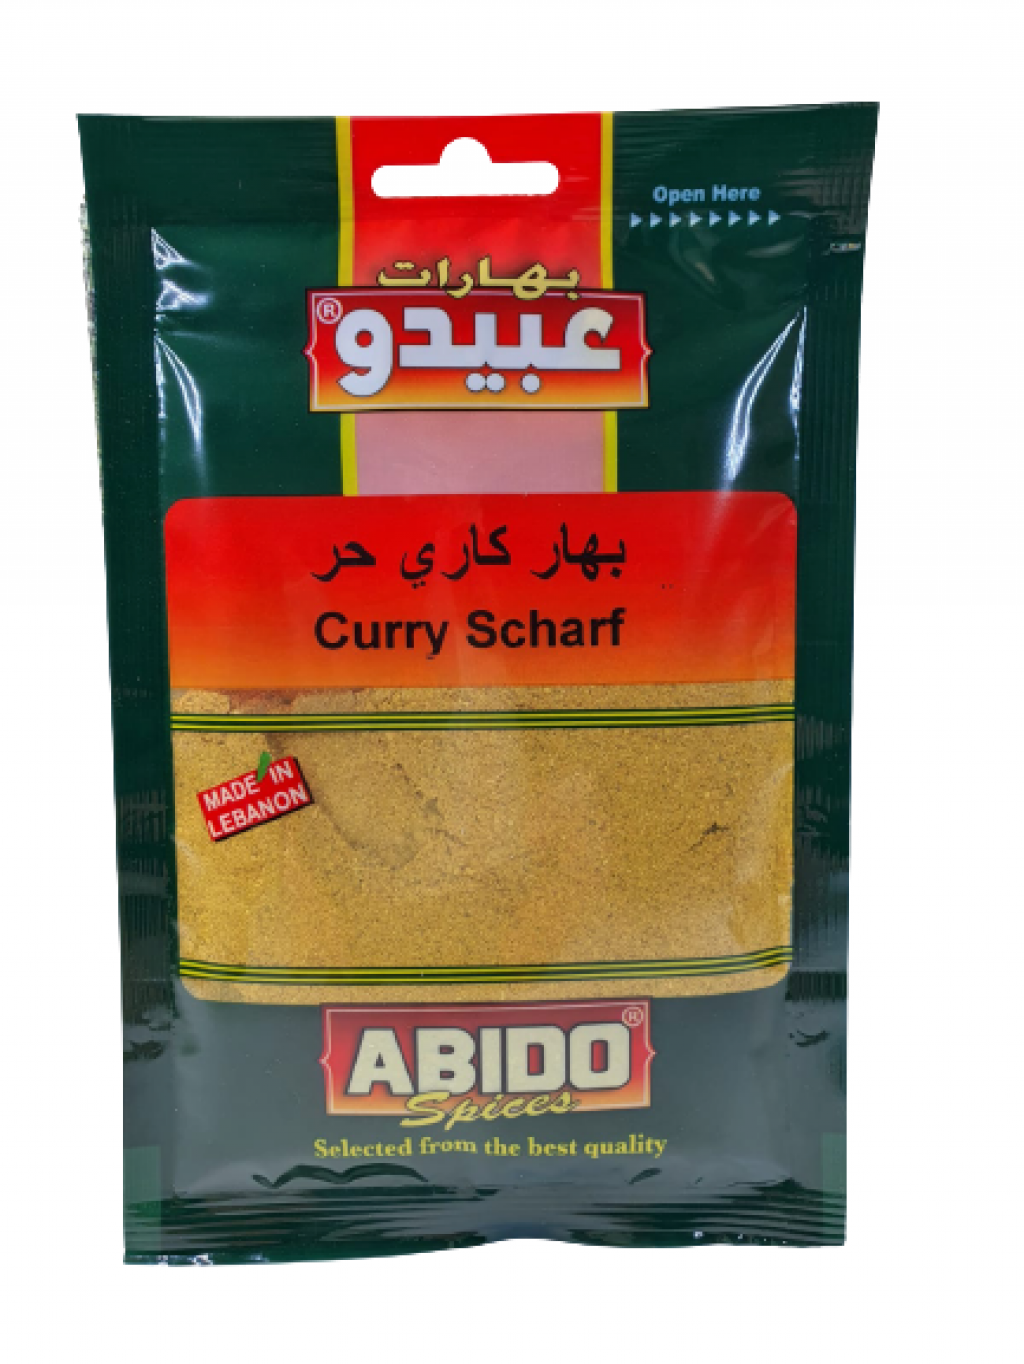 Open Here
بهارات
عبيدو®
بهار كاري حر
Curry Scharf
MADE IN
LEBANON
ABIDO®
Spices
Selected from the best quality